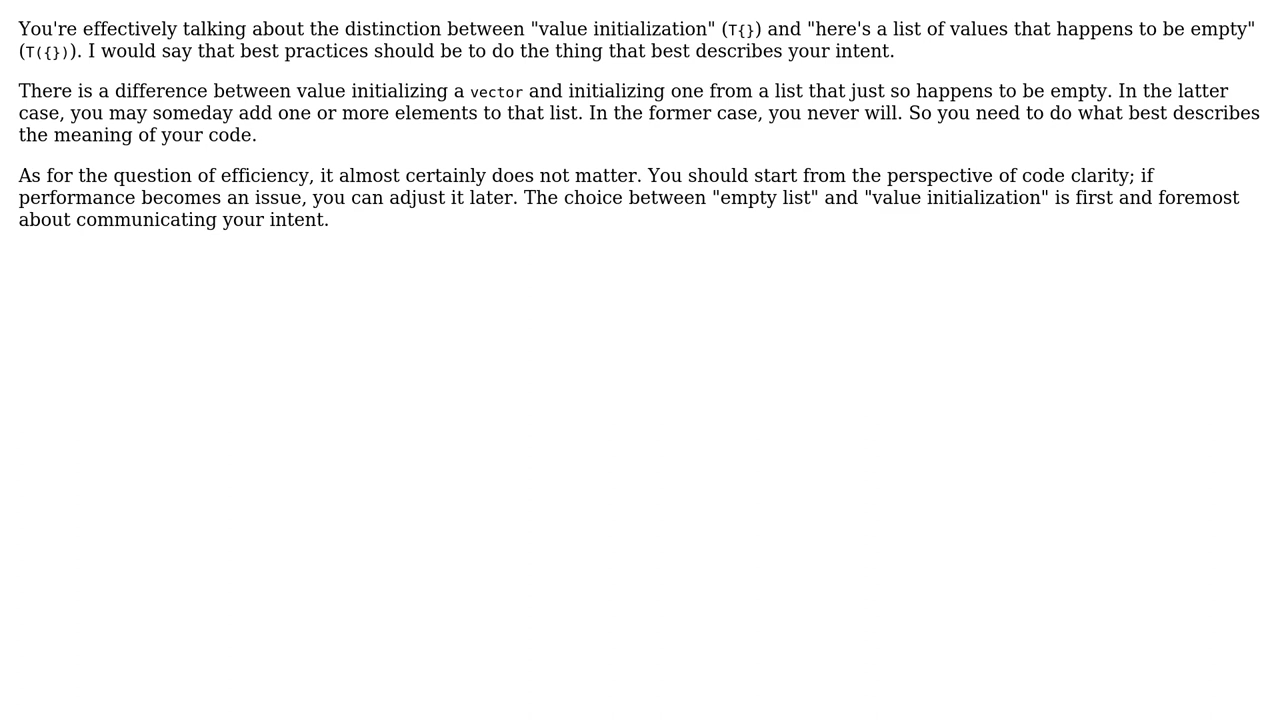 You're effectively talking about the distinction between "value initialization" (T{}) and "here's a list of values that happens to be empty"
(T({})). I would say that best practices should be to do the thing that best describes your intent.
There is a difference between value initializing a vector and initializing one from a list that just so happens to be empty. In the latter
case, you may someday add one or more elements to that list. In the former case, you never will. So you need to do what best describes
the meaning of your code.
As for the question of efficiency, it almost certainly does not matter. You should start from the perspective of code clarity; if
performance becomes an issue, you can adjust it later. The choice between "empty list" and "value initialization" is first and foremost
about communicating your intent.